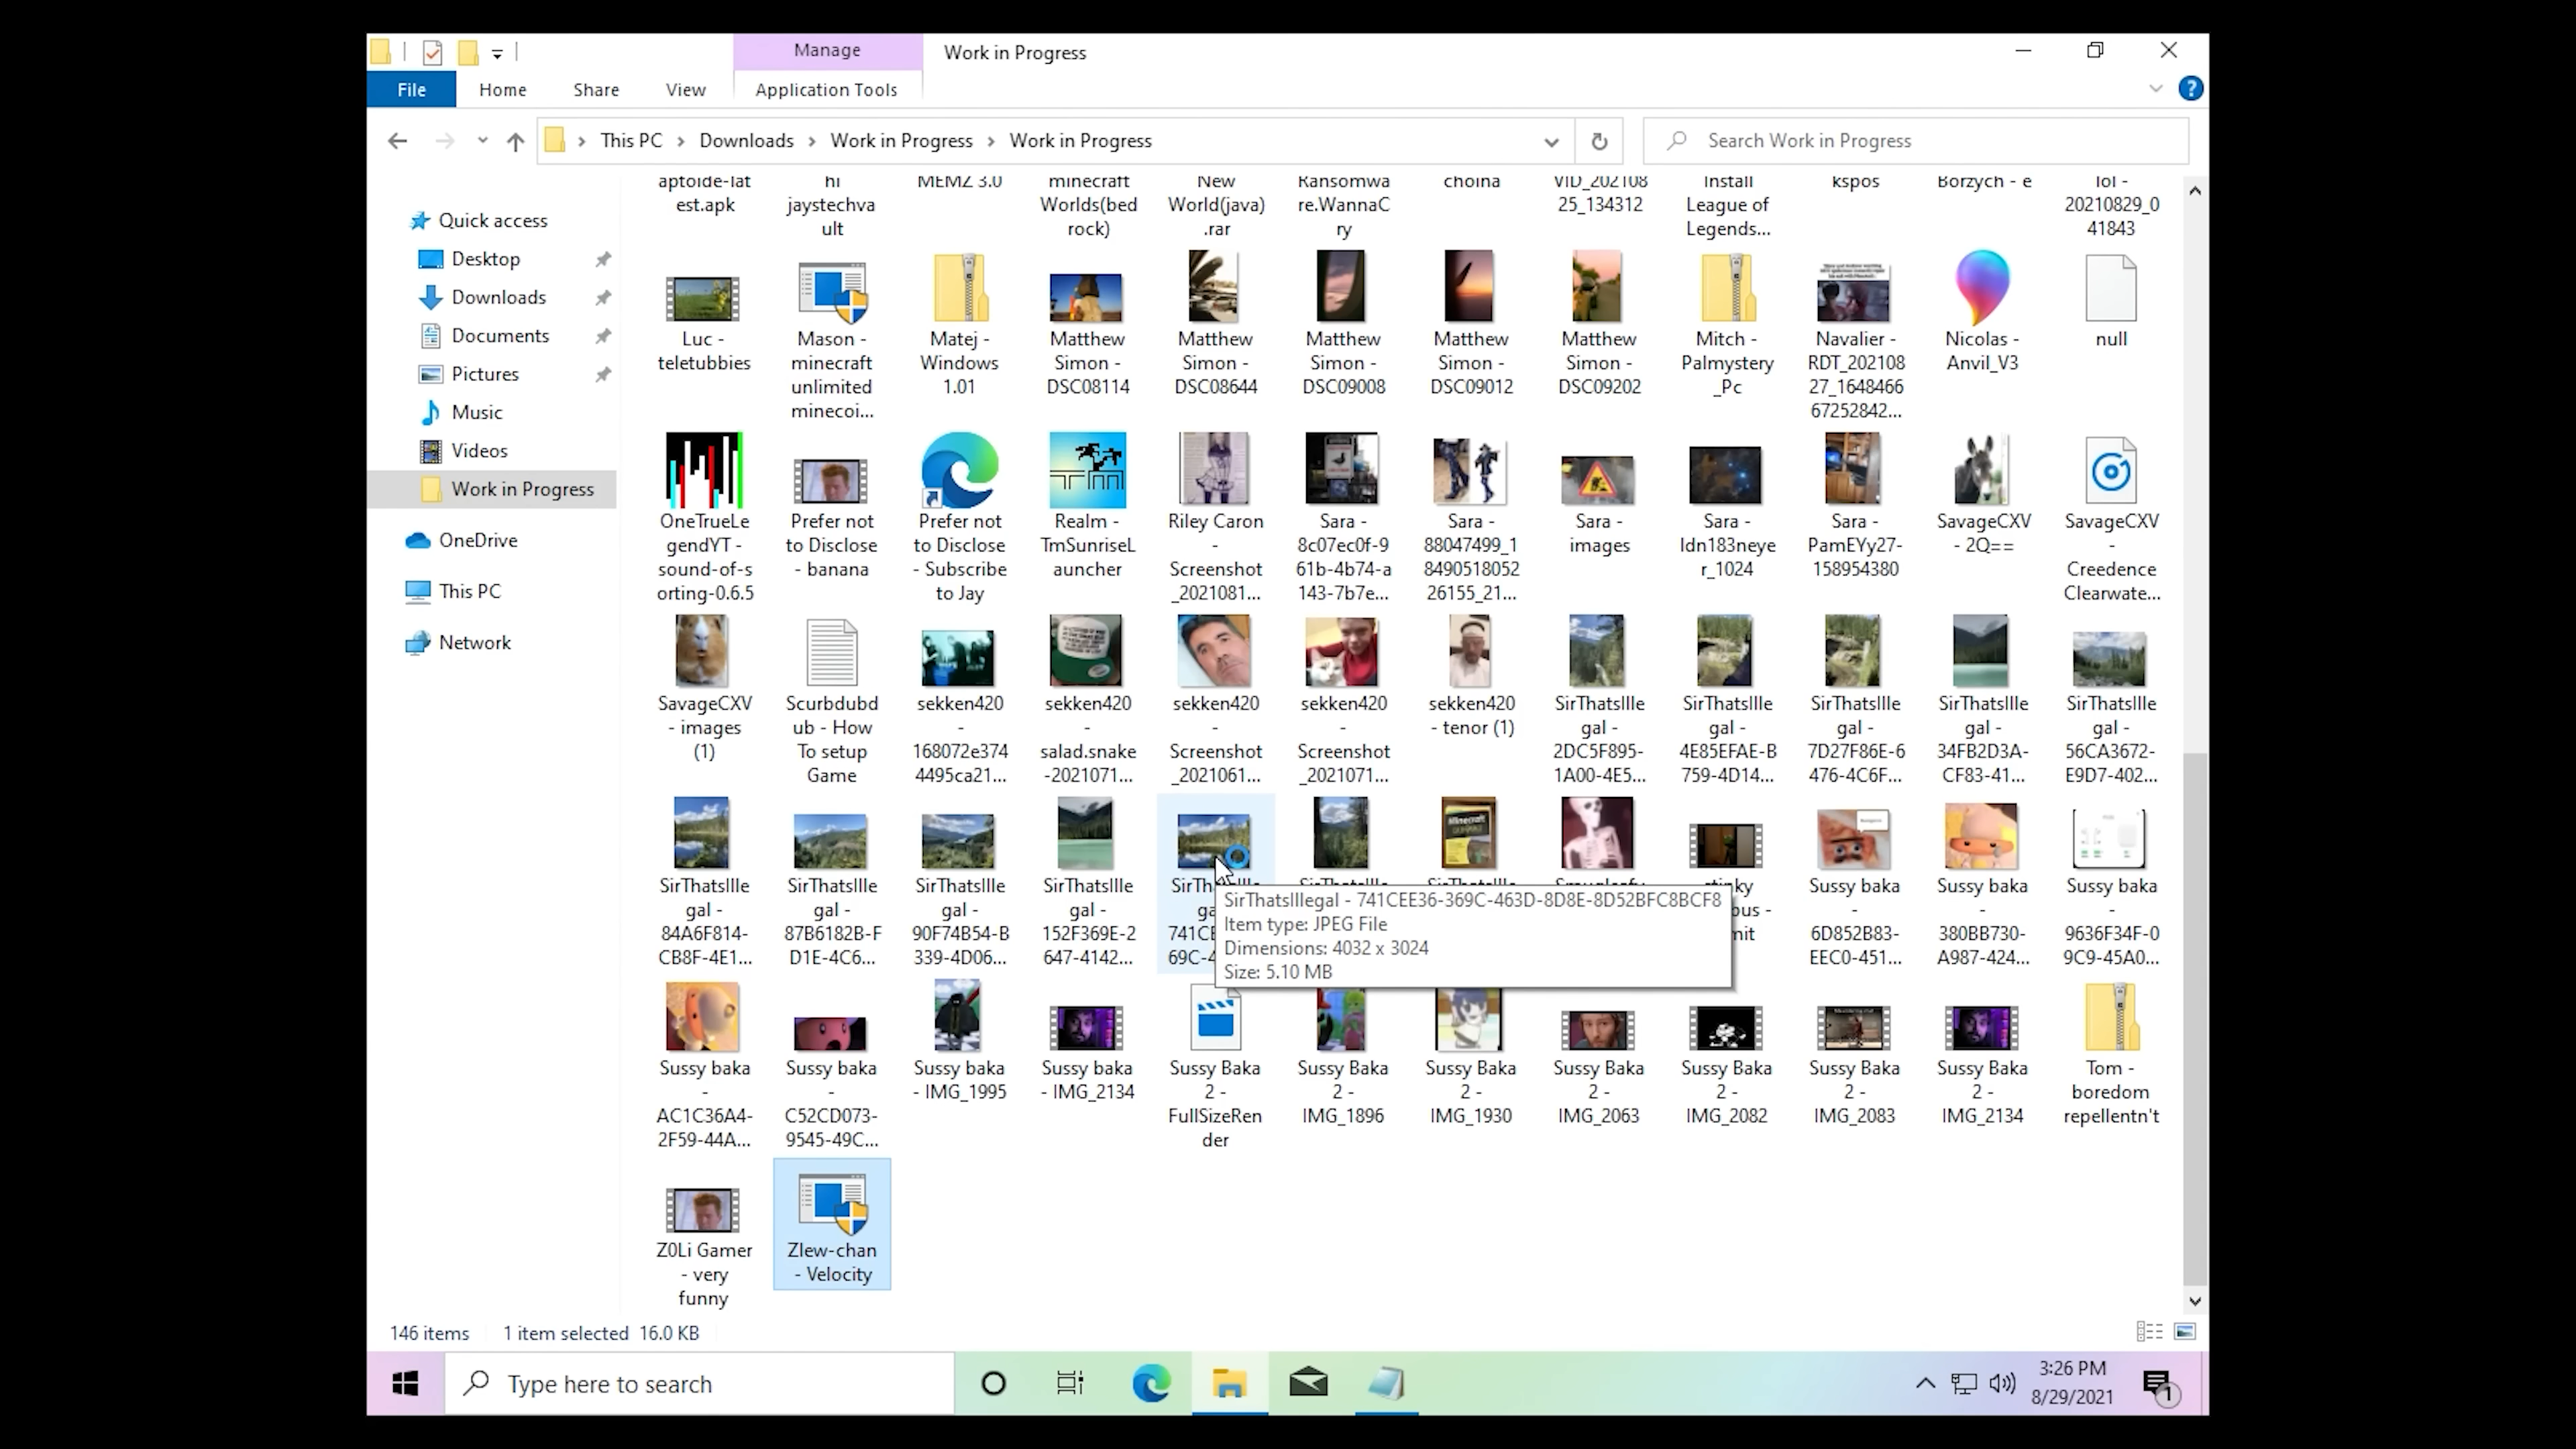 Manage
Work in Progress
File
Home
Share
View
Application Tools
This PC
Downloads
Work in Progress
Work in Progress
Search Work in Progress
Quick access
Desktop
Downloads
Documents
Pictures
Music
Videos
Work in Progress
OneDrive
This PC
Network
aptoide-lat
est.apk
hi
jaystechva
ult
MEMZ 3.0
minecraft
Worlds(bed
rock)
New
World(java)
.rar
Ransomwa
re.WannaC
ry
choina
VID_202108
25_134312
Install
League of
Legends...
kspos
Borzych - e
lol -
20210829_0
41843
Luc -
teletubbies
Mason -
minecraft
unlimited
minecoi...
Matej -
Windows
1.01
Matthew
Simon -
DSC08114
Matthew
Simon -
DSC08644
Matthew
Simon -
DSC09008
Matthew
Simon -
DSC09012
Matthew
Simon -
DSC09202
Mitch -
Palmystery
_Pc
Navalier -
RDT_202108
27_1648466
67252842...
Nicolas -
Anvil_V3
null
OneTrueLe
gendYT -
sound-of-s
orting-0.6.5
Prefer not
to Disclose
- banana
Prefer not
to Disclose
- Subscribe
to Jay
Realm -
TmSunriseL
auncher
Riley Caron
-
Screenshot
_2021081...
Sara -
8c07ec0f-9
61b-4b74-a
143-7b7e...
Sara -
88047499_1
8490518052
26155_21...
Sara -
images
Sara -
ldn183neye
r_1024
Sara -
PamEYy27-
158954380
SavageCXV
- 2Q==
SavageCXV
-
Creedence
Clearwate...
SavageCXV
- images
(1)
Scurbdubd
ub - How
To setup
Game
sekken420
-
168072e374
4495ca21...
sekken420
-
salad.snake
-2021071...
sekken420
-
Screenshot
_2021061...
sekken420
-
Screenshot
_2021071...
sekken420
- tenor (1)
SirThatsIlle
gal -
2DC5F895-
1A00-4E5...
SirThatsIlle
gal -
4E85EFAE-B
759-4D14...
SirThatsIlle
gal -
7D27F86E-6
476-4C6F...
SirThatsIlle
gal -
34FB2D3A-
CF83-41...
SirThatsIlle
gal -
56CA3672-
E9D7-402...
SirThatsIlle
gal -
84A6F814-
CB8F-4E1...
SirThatsIlle
gal -
87B6182B-F
D1E-4C6...
SirThatsIlle
gal -
90F74B54-B
339-4D06...
SirThatsIlle
gal -
152F369E-2
647-4142...
SirThatsIllegal - 741CEE36-369C-463D-8D8E-8D52BFC8BCF8
Item type: JPEG File
Dimensions: 4032 x 3024
Size: 5.10 MB
Minecraft
Sussy baka
-
6D852B83-
EEC0-451...
Sussy baka
-
380BB730-
A987-424...
Sussy baka
-
9636F34F-0
9C9-45A0...
Sussy baka
-
AC1C36A4-
2F59-44A...
Sussy baka
-
C52CD073-
9545-49C...
Sussy baka
- IMG_1995
Sussy baka
- IMG_2134
Sussy Baka
2 -
FullSizeRen
der
Sussy Baka
2 -
IMG_1896
Sussy Baka
2 -
IMG_1930
Sussy Baka
2 -
IMG_2063
Sussy Baka
2 -
IMG_2082
Sussy Baka
2 -
IMG_2083
Sussy Baka
2 -
IMG_2134
Tom -
boredom
repellentn't
Z0Li Gamer
- very
funny
Zlew-chan
- Velocity
146 items
1 item selected 16.0 KB
Type here to search
3:26 PM
8/29/2021
1